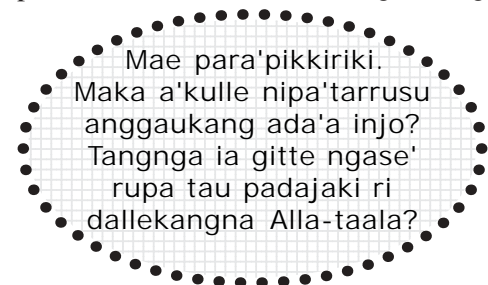 Mae para'pikkiriki.
Maka a'kulle nipa'tarrusu
anggaukang ada'a injo?
Tangnga ia gitte ngase'
rupa tau padajaki ri
dallekangna Alla-taala?